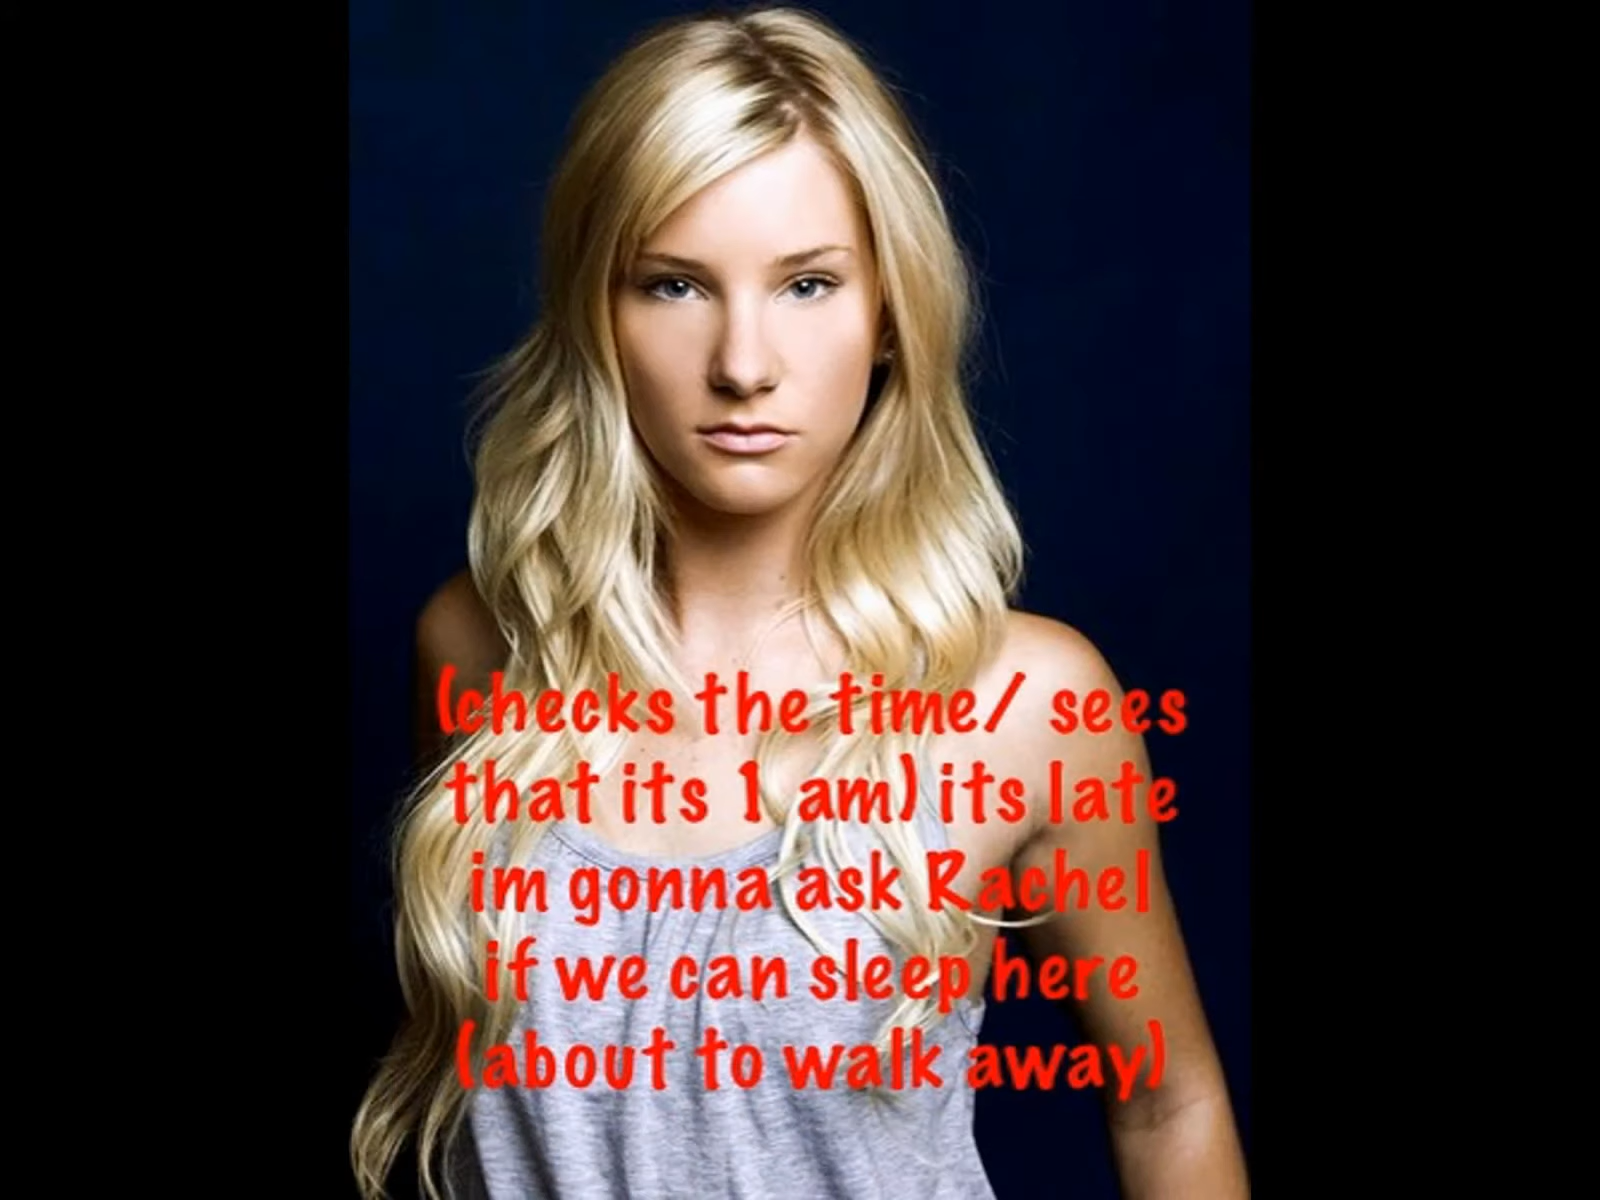 (checks the time/ sees
that its 1 am) its late
im gonna ask Rachel
if we can sleep here
(about to walk away)